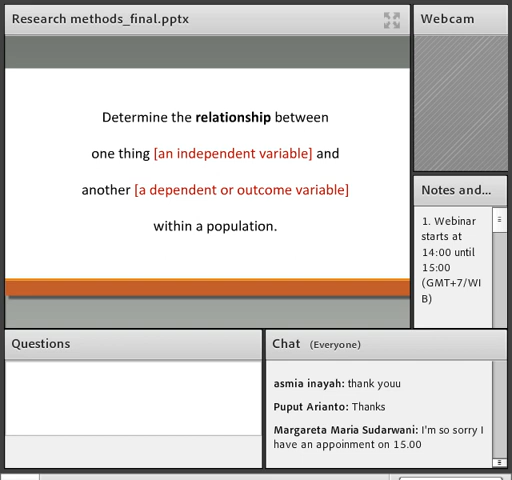 Research methods_final.pptx
Webcam
Determine the relationship between
one thing [an independent variable] and
another [a dependent or outcome variable]
within a population.
Notes and...
1. Webinar
starts at
14:00 until
15:00
(GMT+7/WI
B)
Questions
Chat (Everyone)
asmia inayah: thank youu
Puput Arianto: Thanks
Margareta Maria Sudarwani: I'm so sorry I
have an appoinment on 15.00